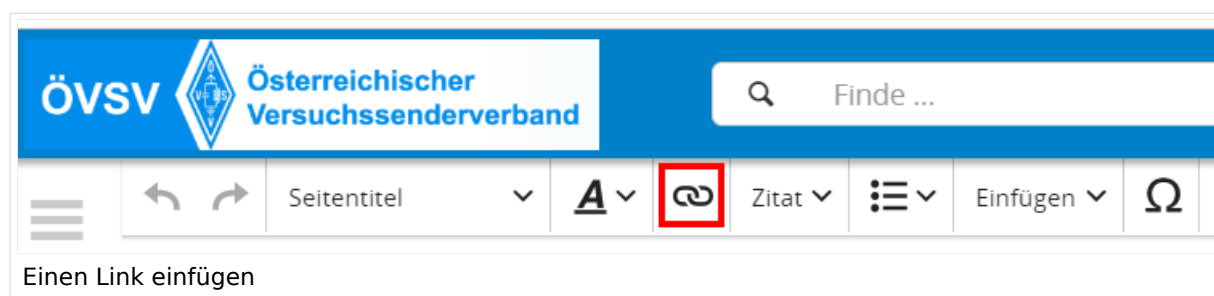 ÖVSV
Österreichischer
Versuchssenderverband
Finde ...
Seitentitel A Zitat Einfügen Ω
Einen Link einfügen